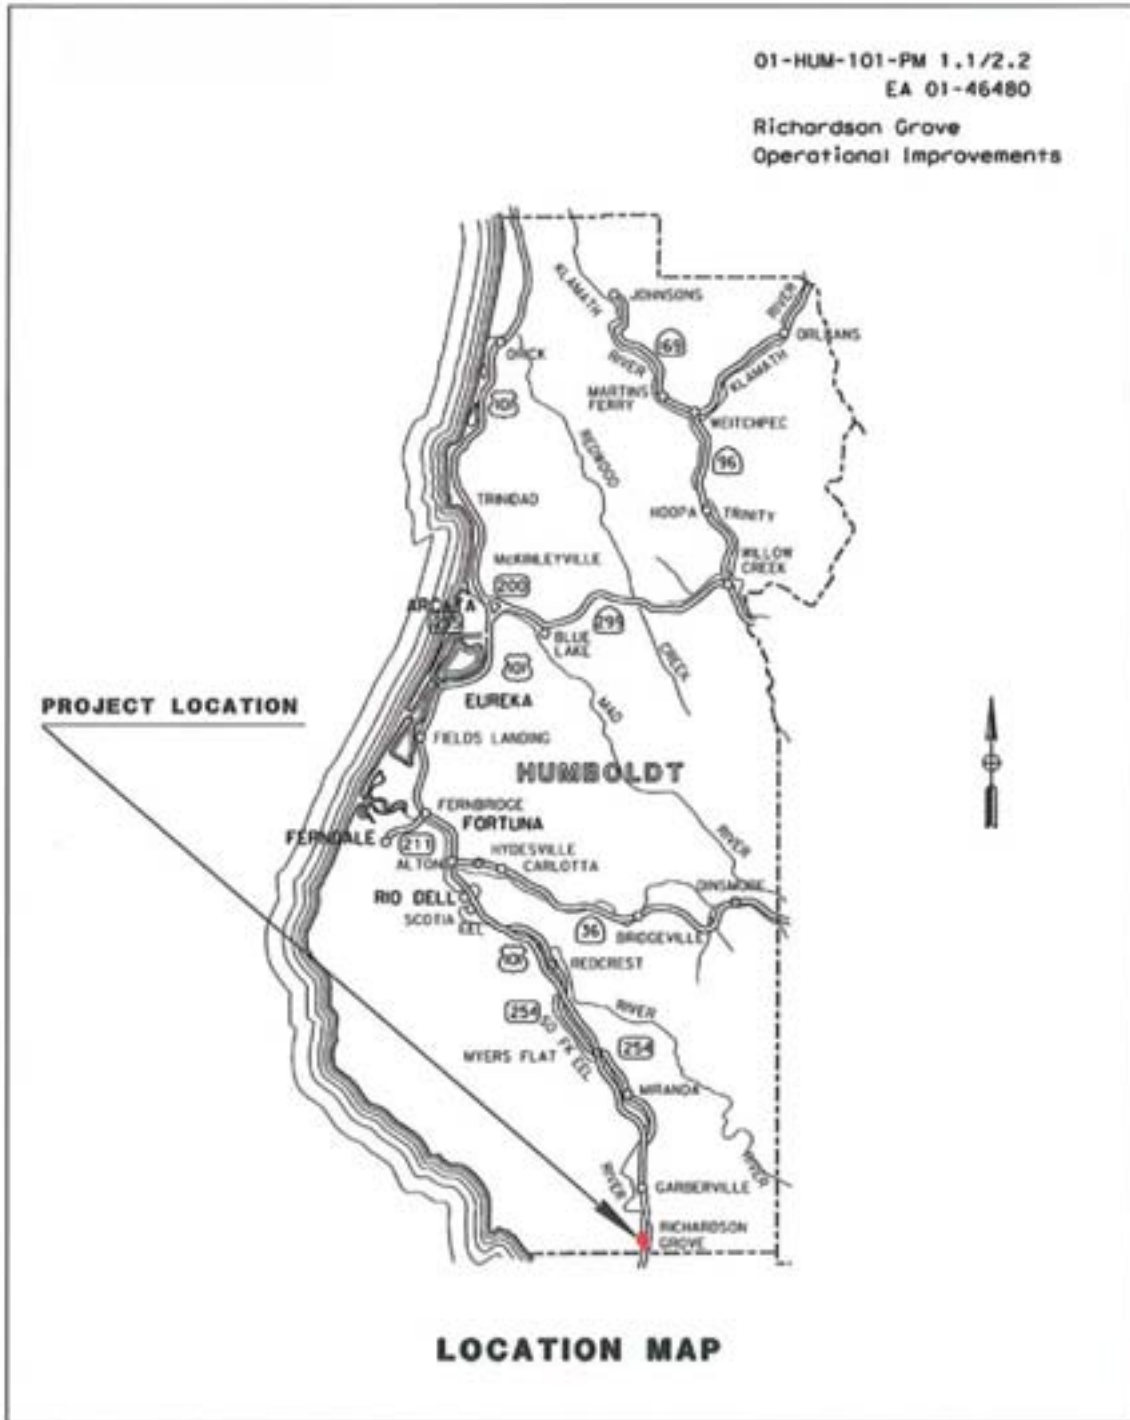 01-HUM-101-PM 1.1/2.2
EA 01-46480
Richardson Grove
Operational Improvements
KLAMATH
JOHNSONS
RIVER
ORLEANS
169
ORICK
RIVER
KLAMATH
MARTINS
FERRY
101
WEITCHPEC
REDWOOD
96
TRINIDAD
HOOPA
TRINITY
McKINLEYVILLE
WILLOW
CREEK
200
ARCATA
299
BLUE
LAKE
CREEK
101
PROJECT LOCATION
EUREKA
MAD
FIELDS LANDING
HUMBOLDT
FERNBRIDGE
FORTUNA
FERNDALE
211
RIVER
HYDESVILLE
ALTON
CARLOTTA
DINSMORE
RIO DELL
SCOTIA
EEL
36
BRIDGEVILLE
101
REDCREST
254
RIVER
SO FK EEL
MYERS FLAT
254
MIRANDA
RIVER
RIVER
GARBERVILLE
RICHARDSON
GROVE
LOCATION MAP